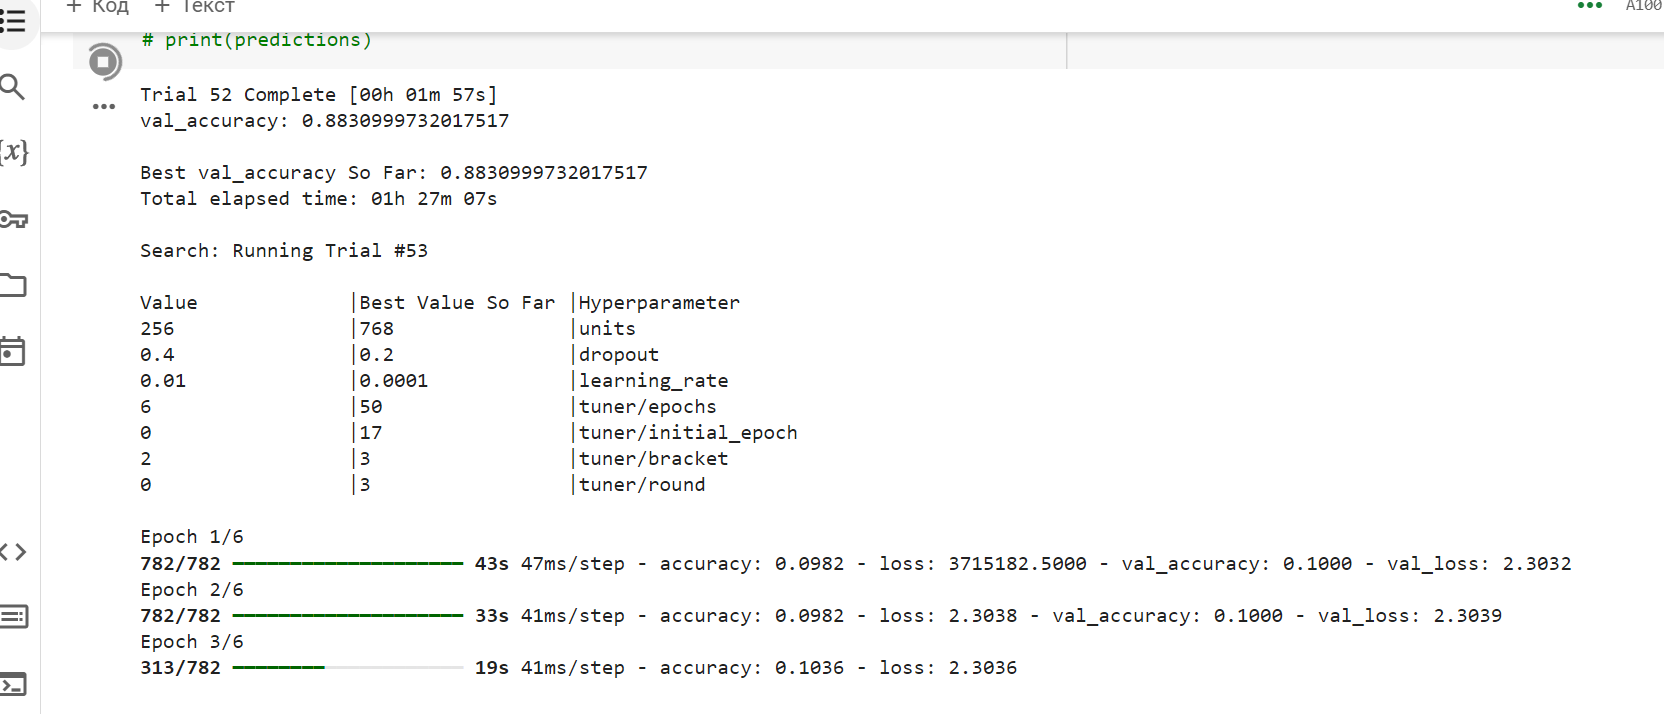 + Код + Текст
A100
# print(predictions)
Trial 52 Complete [00h 01m 57s]
val_accuracy: 0.8830999732017517
Best val_accuracy So Far: 0.8830999732017517
Total elapsed time: 01h 27m 07s
Search: Running Trial #53
Value |Best Value So Far |Hyperparameter
256 |768 |units
0.4 |0.2 |dropout
0.01 |0.0001 |learning_rate
6 |50 |tuner/epochs
0 |17 |tuner/initial_epoch
2 |3 |tuner/bracket
0 |3 |tuner/round
Epoch 1/6
782/782 43s 47ms/step - accuracy: 0.0982 - loss: 3715182.5000 - val_accuracy: 0.1000 - val_loss: 2.3032
Epoch 2/6
782/782 33s 41ms/step - accuracy: 0.0982 - loss: 2.3038 - val_accuracy: 0.1000 - val_loss: 2.3039
Epoch 3/6
313/782 19s 41ms/step - accuracy: 0.1036 - loss: 2.3036